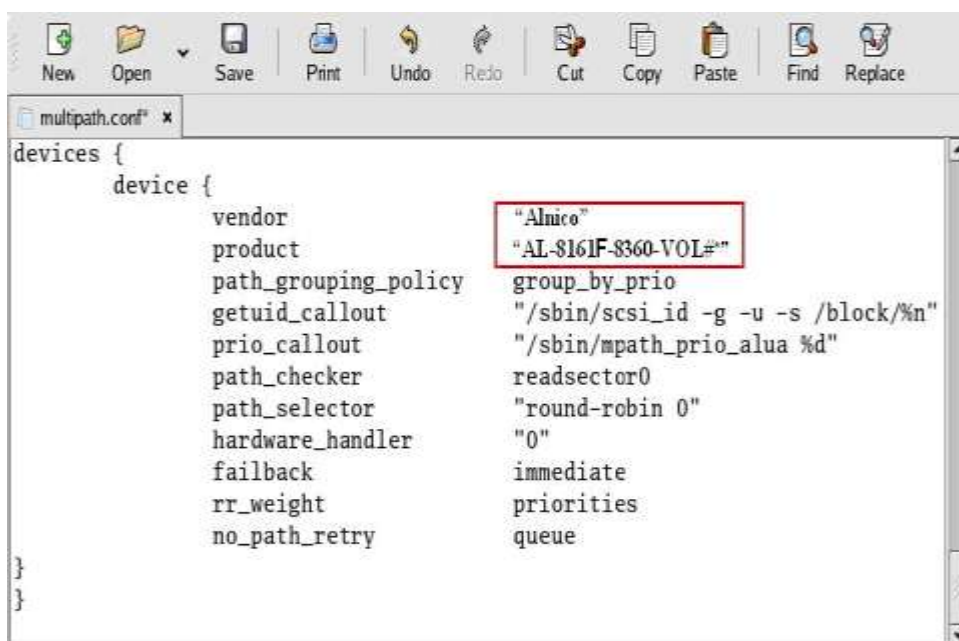 New Open Save Print Undo Redo Cut Copy Paste Find Replace
multipath.conf* x
devices {
device {
vendor “Alnico”
product “AL-8161F-8360-VOL#*”
path_grouping_policy group_by_prio
getuid_callout "/sbin/scsi_id -g -u -s /block/%n"
prio_callout "/sbin/mpath_prio_alua %d"
path_checker readsector0
path_selector "round-robin 0"
hardware_handler "0"
failback immediate
rr_weight priorities
no_path_retry queue
}
}